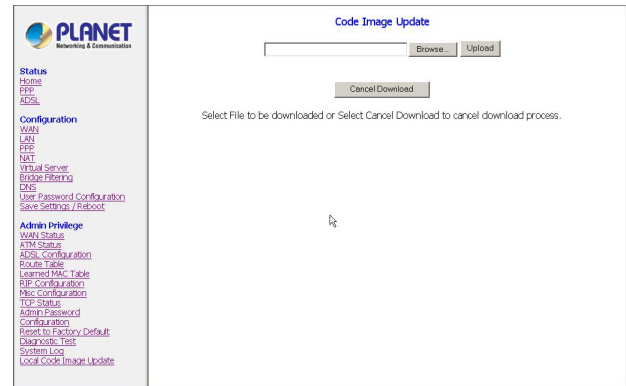 PLANET
Networking & Communication
Status
Home
PPP
ADSL
Configuration
WAN
LAN
PPP
NAT
Virtual Server
Bridge Filtering
DNS
User Password Configuration
Save Settings / Reboot
Admin Privilege
WAN Status
ATM Status
ADSL Configuration
Route Table
Learned MAC Table
RIP Configuration
Misc Configuration
TCP Status
Admin Password
Configuration
Reset to Factory Default
Diagnostic Test
System Log
Local Code Image Update
Code Image Update
Browse... Upload
Cancel Download
Select File to be downloaded or Select Cancel Download to cancel download process.